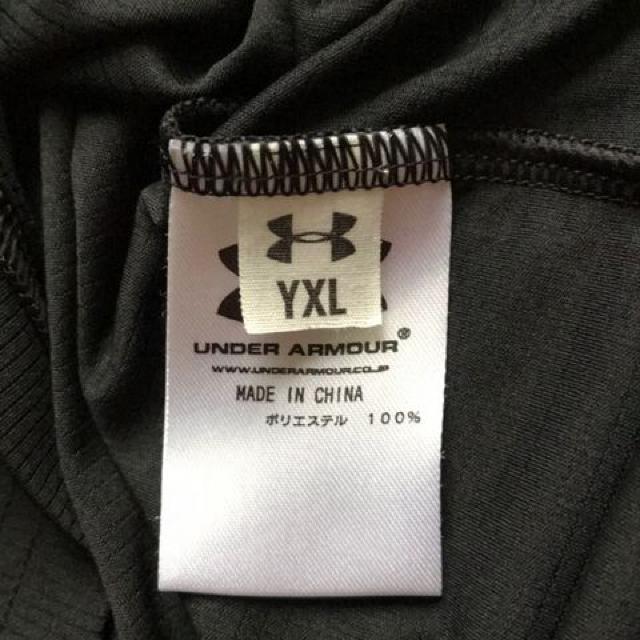 YXL
UNDER ARMOUR®
WWW.UNDERARMOUR.CO.JP
MADE IN CHINA
ポリエステル 100%